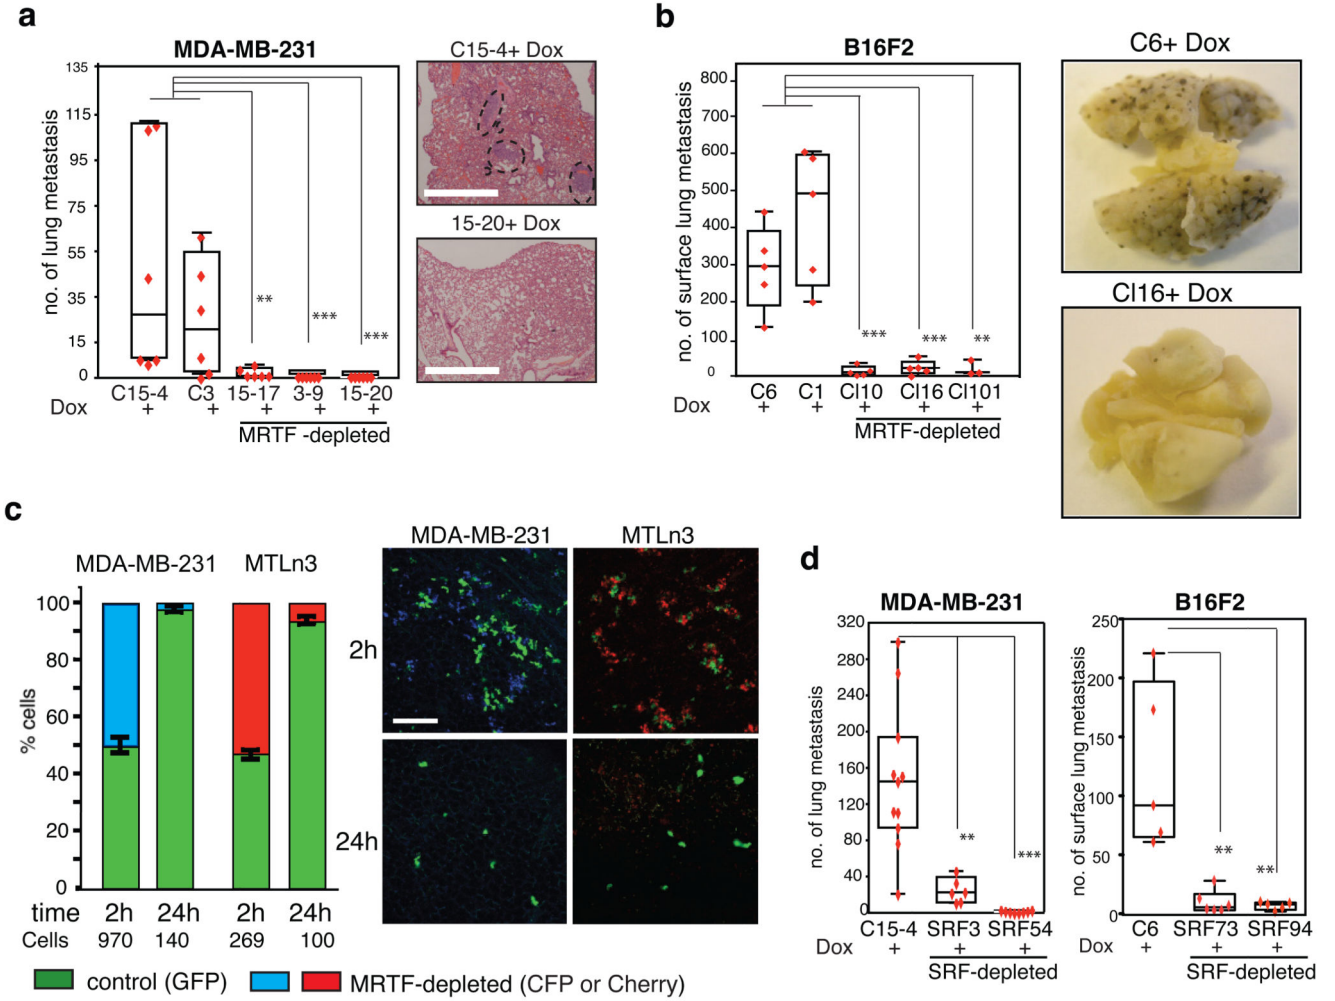 a
MDA-MB-231
no. of lung metastasis
135
115
95
75
55
35
15
0
**
***
***
C15-4 C3 15-17 3-9 15-20
Dox + + + + +
MRTF -depleted
C15-4+ Dox
15-20+ Dox
b
B16F2
no. of surface lung metastasis
800
700
600
500
400
300
200
100
0
***
***
**
C6 C1 Cl10 Cl16 Cl101
Dox + + + + +
MRTF-depleted
C6+ Dox
Cl16+ Dox
c
MDA-MB-231 MTLn3
% cells
100
80
60
40
20
0
time 2h 24h 2h 24h
Cells 970 140 269 100
MDA-MB-231 MTLn3
2h
24h
control (GFP) MRTF-depleted (CFP or Cherry)
d
MDA-MB-231
no. of lung metastasis
320
280
240
200
160
120
80
40
0
**
***
C15-4 SRF3 SRF54
Dox + + +
SRF-depleted
B16F2
no. of surface lung metastasis
250
200
150
100
50
0
**
**
C6 SRF73 SRF94
Dox + + +
SRF-depleted